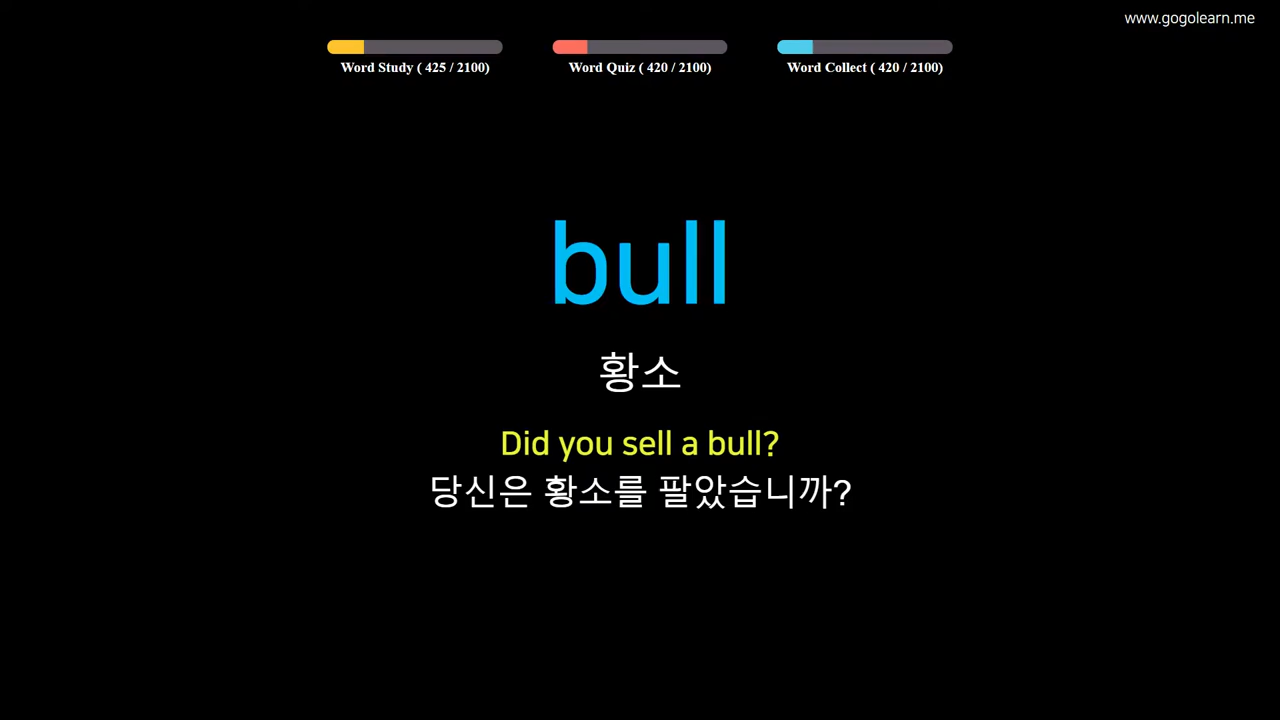 www.gogolearn.me
Word Study ( 425 / 2100)
Word Quiz ( 420 / 2100)
Word Collect ( 420 / 2100)
bull
황소
Did you sell a bull?
당신은 황소를 팔았습니까?